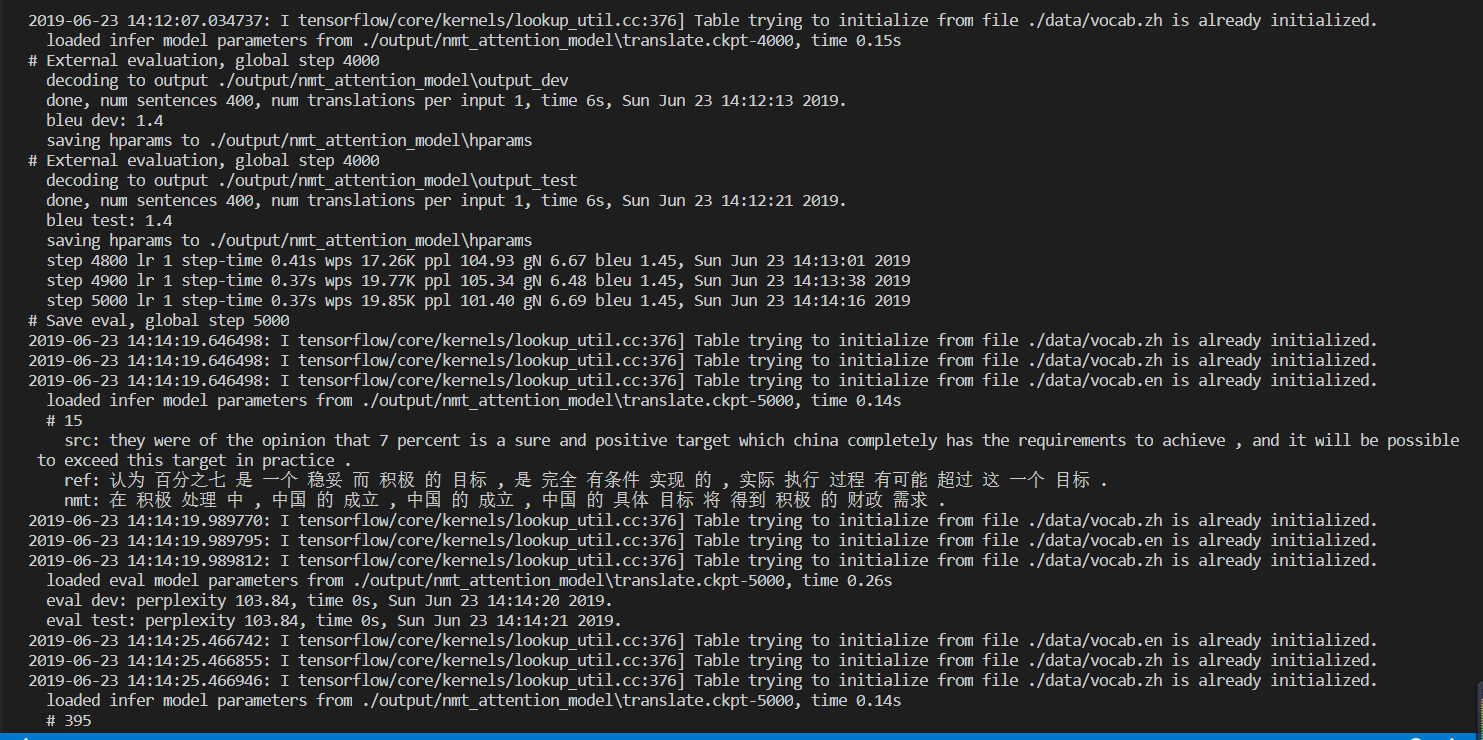 2019-06-23 14:12:07.034737: I tensorflow/core/kernels/lookup_util.cc:376] Table trying to initialize from file ./data/vocab.zh is already initialized.
loaded infer model parameters from ./output/nmt_attention_model\translate.ckpt-4000, time 0.15s
# External evaluation, global step 4000
decoding to output ./output/nmt_attention_model\output_dev
done, num sentences 400, num translations per input 1, time 6s, Sun Jun 23 14:12:13 2019.
bleu dev: 1.4
saving hparams to ./output/nmt_attention_model\hparams
# External evaluation, global step 4000
decoding to output ./output/nmt_attention_model\output_test
done, num sentences 400, num translations per input 1, time 6s, Sun Jun 23 14:12:21 2019.
bleu test: 1.4
saving hparams to ./output/nmt_attention_model\hparams
step 4800 lr 1 step-time 0.41s wps 17.26K ppl 104.93 gN 6.67 bleu 1.45, Sun Jun 23 14:13:01 2019
step 4900 lr 1 step-time 0.37s wps 19.77K ppl 105.34 gN 6.48 bleu 1.45, Sun Jun 23 14:13:38 2019
step 5000 lr 1 step-time 0.37s wps 19.85K ppl 101.40 gN 6.69 bleu 1.45, Sun Jun 23 14:14:16 2019
# Save eval, global step 5000
2019-06-23 14:14:19.646498: I tensorflow/core/kernels/lookup_util.cc:376] Table trying to initialize from file ./data/vocab.zh is already initialized.
2019-06-23 14:14:19.646498: I tensorflow/core/kernels/lookup_util.cc:376] Table trying to initialize from file ./data/vocab.zh is already initialized.
2019-06-23 14:14:19.646498: I tensorflow/core/kernels/lookup_util.cc:376] Table trying to initialize from file ./data/vocab.en is already initialized.
loaded infer model parameters from ./output/nmt_attention_model\translate.ckpt-5000, time 0.14s
# 15
src: they were of the opinion that 7 percent is a sure and positive target which china completely has the requirements to achieve , and it will be possible
to exceed this target in practice .
ref: 认为 百分之七 是 一个 稳妥 而 积极 的 目标 , 是 完全 有条件 实现 的 , 实际 执行 过程 有可能 超过 这 一个 目标 .
nmt: 在 积极 处理 中 , 中国 的 成立 , 中国 的 成立 , 中国 的 具体 目标 将 得到 积极 的 财政 需求 .
2019-06-23 14:14:19.989770: I tensorflow/core/kernels/lookup_util.cc:376] Table trying to initialize from file ./data/vocab.zh is already initialized.
2019-06-23 14:14:19.989795: I tensorflow/core/kernels/lookup_util.cc:376] Table trying to initialize from file ./data/vocab.en is already initialized.
2019-06-23 14:14:19.989812: I tensorflow/core/kernels/lookup_util.cc:376] Table trying to initialize from file ./data/vocab.zh is already initialized.
loaded eval model parameters from ./output/nmt_attention_model\translate.ckpt-5000, time 0.26s
eval dev: perplexity 103.84, time 0s, Sun Jun 23 14:14:20 2019.
eval test: perplexity 103.84, time 0s, Sun Jun 23 14:14:21 2019.
2019-06-23 14:14:25.466742: I tensorflow/core/kernels/lookup_util.cc:376] Table trying to initialize from file ./data/vocab.en is already initialized.
2019-06-23 14:14:25.466855: I tensorflow/core/kernels/lookup_util.cc:376] Table trying to initialize from file ./data/vocab.zh is already initialized.
2019-06-23 14:14:25.466946: I tensorflow/core/kernels/lookup_util.cc:376] Table trying to initialize from file ./data/vocab.zh is already initialized.
loaded infer model parameters from ./output/nmt_attention_model\translate.ckpt-5000, time 0.14s
# 395